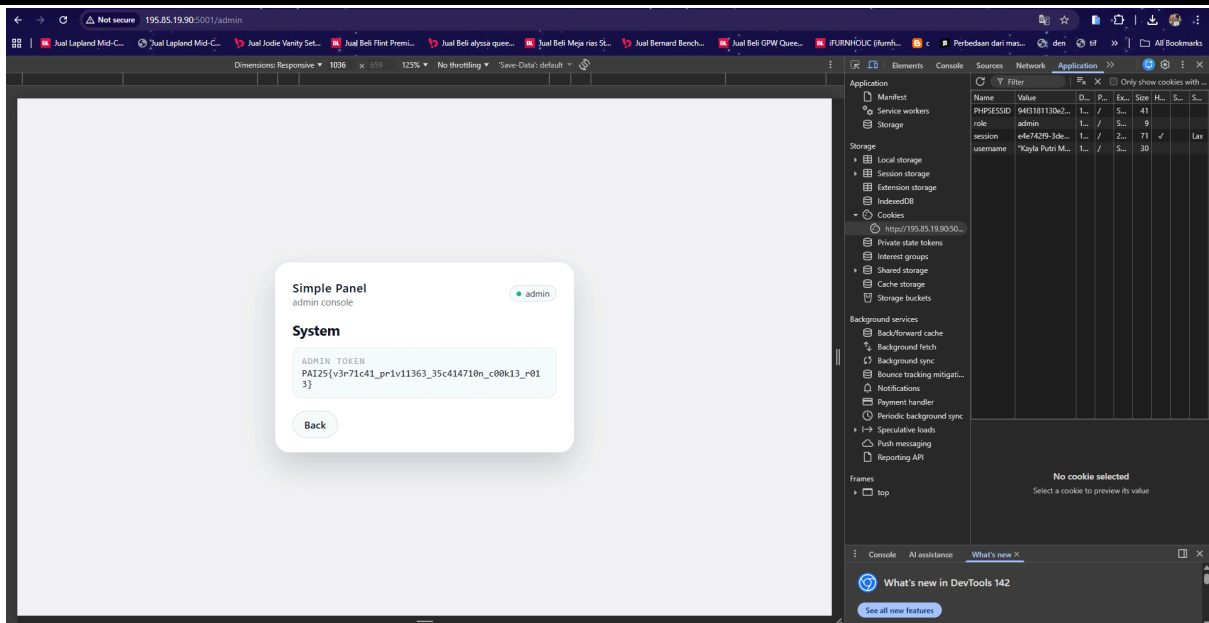 Not secure 195.85.19.90:5001/admin
Jual Lapland Mid-C... Jual Lapland Mid-C... Jual Jodie Vanity Set... Jual Beli Flint Premi... Jual Beli alyssa quee... Jual Beli Meja rias St... Jual Bernard Bench... Jual Beli GPW Quee... iFURNHOLIC (ifurnh... c Perbedaan dari mas... den tif » All Bookmarks
Dimensions: Responsive 1036 x 659 125% No throttling 'Save-Data': default
Elements Console Sources Network Application »
Application
Manifest
Service workers
Storage
Storage
Local storage
Session storage
Extension storage
IndexedDB
Cookies
http://195.85.19.90:50...
Private state tokens
Interest groups
Shared storage
Cache storage
Storage buckets
Background services
Back/forward cache
Background fetch
Background sync
Bounce tracking mitigati...
Notifications
Payment handler
Periodic background sync
Speculative loads
Push messaging
Reporting API
Frames
top
Filter Only show cookies with ...
Name Value D... P... Ex... Size H... S... S...
PHPSESSID 94f3181130e2... 1... / S... 41
role admin 1... / S... 9
session e4e742f9-3de... 1... / 2... 71 ✓ Lax
username "Kayla Putri M... 1... / S... 30
No cookie selected
Select a cookie to preview its value
Simple Panel
admin console
admin
System
ADMIN TOKEN
PAI25{v3r71c41_pr1v11363_35c414710n_c00k13_r01
3}
Back
Console AI assistance What's new ×
What's new in DevTools 142
See all new features